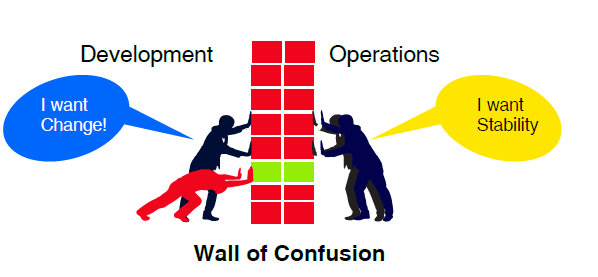 Development
Operations
I want
Change!
I want
Stability
Wall of Confusion